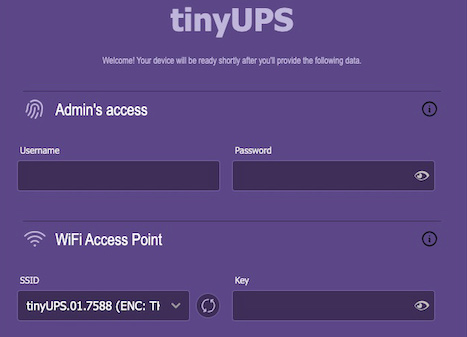 tinyUPS
Welcome! Your device will be ready shortly after you'll provide the following data.
Admin's access
Username Password
WiFi Access Point
SSID Key
tinyUPS.01.7588 (ENC: TH